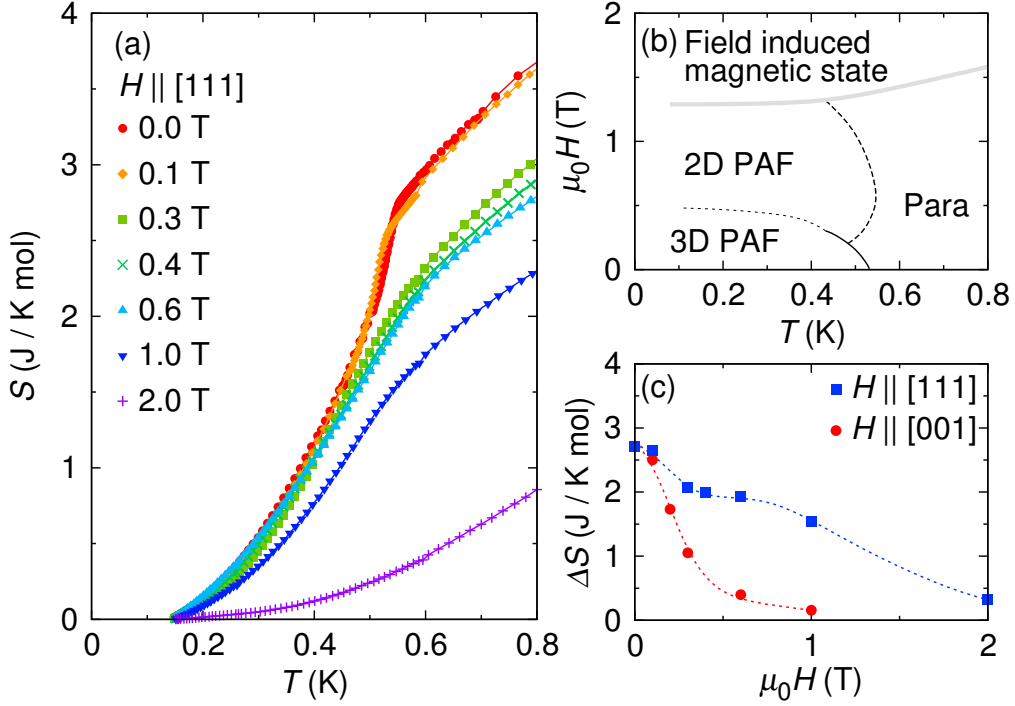 (a)
H || [111]
0.0 T
0.1 T
0.3 T
0.4 T
0.6 T
1.0 T
2.0 T
S (J / K mol)
4
3
2
1
0
0
0.2
0.4
0.6
0.8
T (K)
(b)
Field induced
magnetic state
2D PAF
3D PAF
Para
μ₀H (T)
2
1
0
0
0.2
0.4
0.6
0.8
T (K)
(c)
H || [111]
H || [001]
ΔS (J / K mol)
4
3
2
1
0
0
1
2
μ₀H (T)